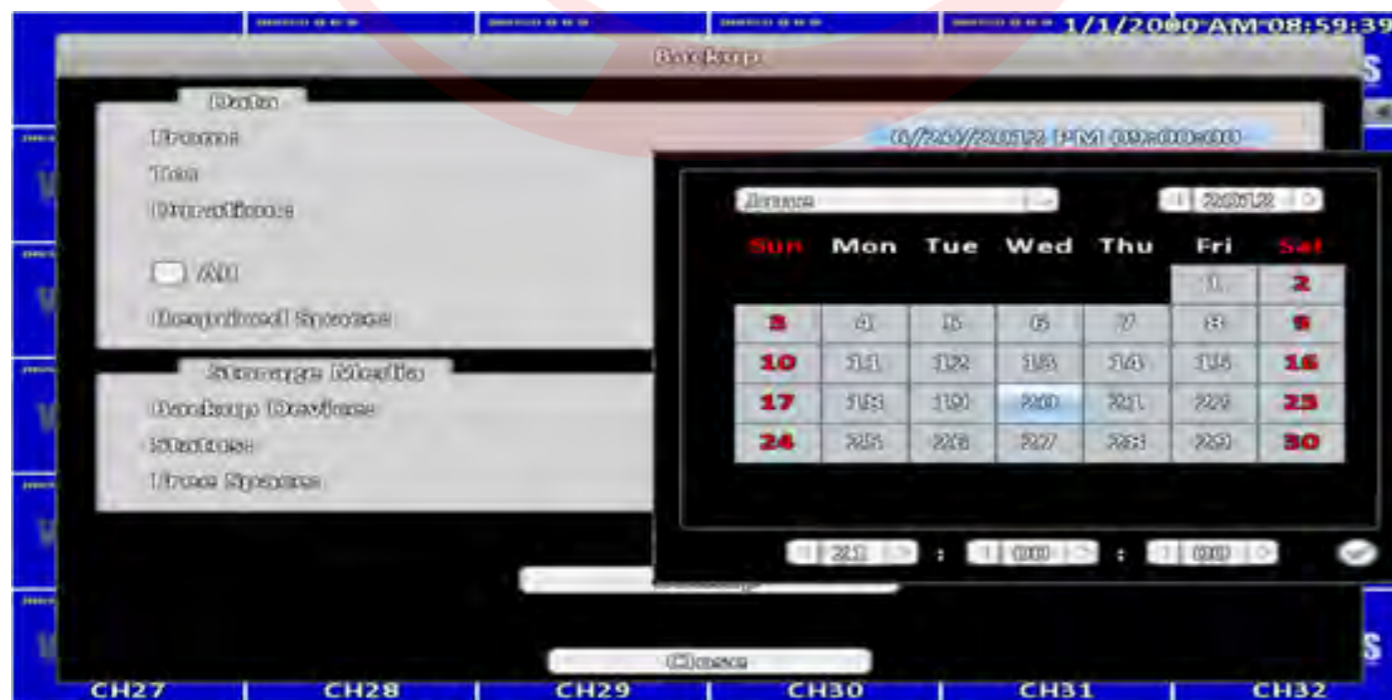 1/1/2000 AM 08:59:39
Backup
Data
From:
6/20/2012 PM 09:00:00
To:
Duration:
All
Required Space:
June
2012
Sun Mon Tue Wed Thu Fri Sat
1 2
3 4 5 6 7 8 9
10 11 12 13 14 15 16
17 18 19 20 21 22 23
24 25 26 27 28 29 30
Storage Media
Backup Device:
Status:
Free Space:
21 : 00 : 00
Close
CH27 CH28 CH29 CH30 CH31 CH32